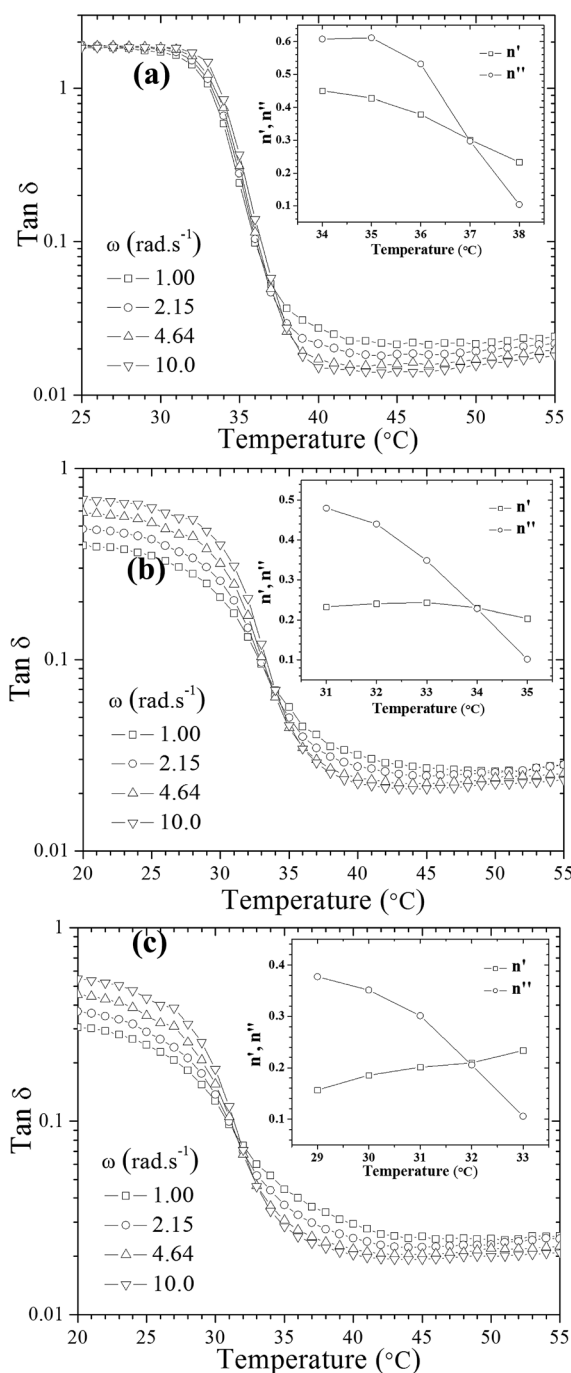 (a)
n'
n''
0.6
0.5
0.4
0.3
0.2
0.1
n', n''
34 35 36 37 38
Temperature (°C)
1
0.1
0.01
Tan δ
ω (rad.s⁻¹)
1.00
2.15
4.64
10.0
25 30 35 40 45 50 55
Temperature (°C)
(b)
n'
n''
0.5
0.4
0.3
0.2
0.1
n', n''
31 32 33 34 35
Temperature (°C)
1
0.1
0.01
Tan δ
ω (rad.s⁻¹)
1.00
2.15
4.64
10.0
20 25 30 35 40 45 50 55
Temperature (°C)
(c)
n'
n''
0.4
0.3
0.2
0.1
n', n''
29 30 31 32 33
Temperature (°C)
1
0.1
0.01
Tan δ
ω (rad.s⁻¹)
1.00
2.15
4.64
10.0
20 25 30 35 40 45 50 55
Temperature (°C)